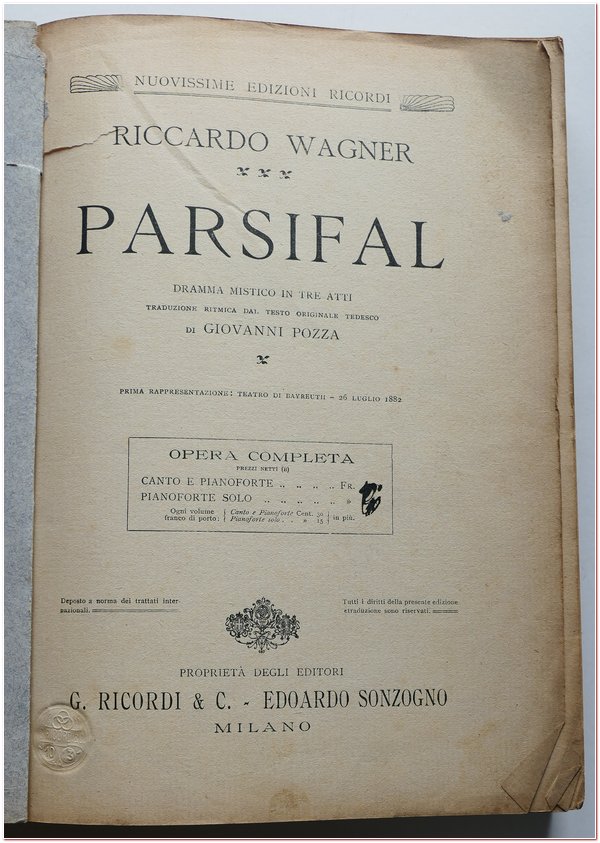 NUOVISSIME EDIZIONI RICORDI
RICCARDO WAGNER
PARSIFAL
DRAMMA MISTICO IN TRE ATTI
TRADUZIONE RITMICA DAL TESTO ORIGINALE TEDESCO
DI GIOVANNI POZZA
PRIMA RAPPRESENTAZIONE: TEATRO DI BAYREUTH - 26 LUGLIO 1882
OPERA COMPLETA
PREZZI NETTI (B)
CANTO E PIANOFORTE „ „ „ „ FR.
PIANOFORTE SOLO „ „ „ „ „ „ »
Ogni volume franco di porto: { Canto e Pianoforte Cent. 30 } in più.
{ Pianoforte solo . . » 15 }
Deposto a norma dei trattati inter-
nazionali.
Tutti i diritti della presente edizione
e traduzione sono riservati.
PROPRIETÀ DEGLI EDITORI
G. RICORDI & C. - EDOARDO SONZOGNO
MILANO